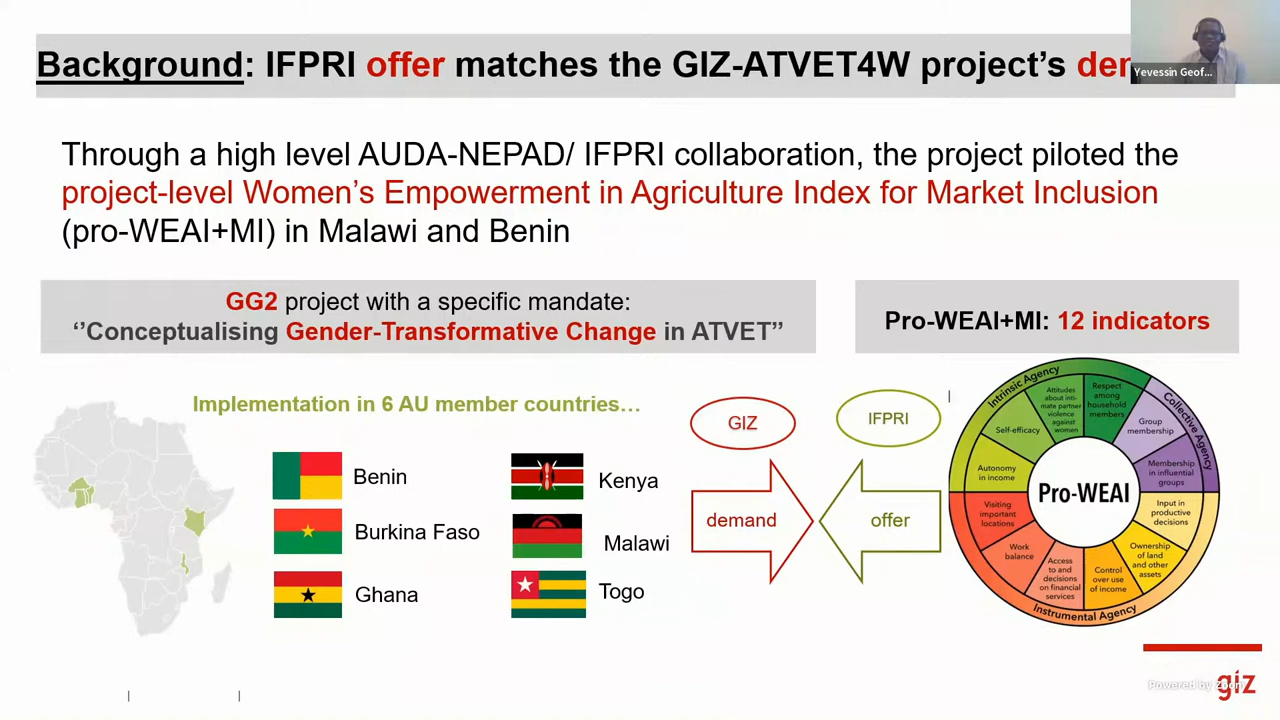 Background: IFPRI offer matches the GIZ-ATVET4W project's
Yevessin Geof...
Through a high level AUDA-NEPAD/ IFPRI collaboration, the project piloted the
project-level Women's Empowerment in Agriculture Index for Market Inclusion
(pro-WEAI+MI) in Malawi and Benin
GG2 project with a specific mandate:
‘’Conceptualising Gender-Transformative Change in ATVET’’
Pro-WEAI+MI: 12 indicators
Implementation in 6 AU member countries…
Benin
Burkina Faso
Ghana
Kenya
Malawi
Togo
GIZ
IFPRI
demand
offer
Intrinsic Agency
Collective Agency
Instrumental Agency
Pro-WEAI
Autonomy
in income
Self-efficacy
Attitudes
about inti-
mate partner
violence
against
women
Respect
among
household
members
Group
membership
Membership
in influential
groups
Input in
productive
decisions
Ownership
of land
and other
assets
Control
over use
of income
Access
to and
decisions
on financial
services
Work
balance
Visiting
important
locations
giz
Powered by Zoom